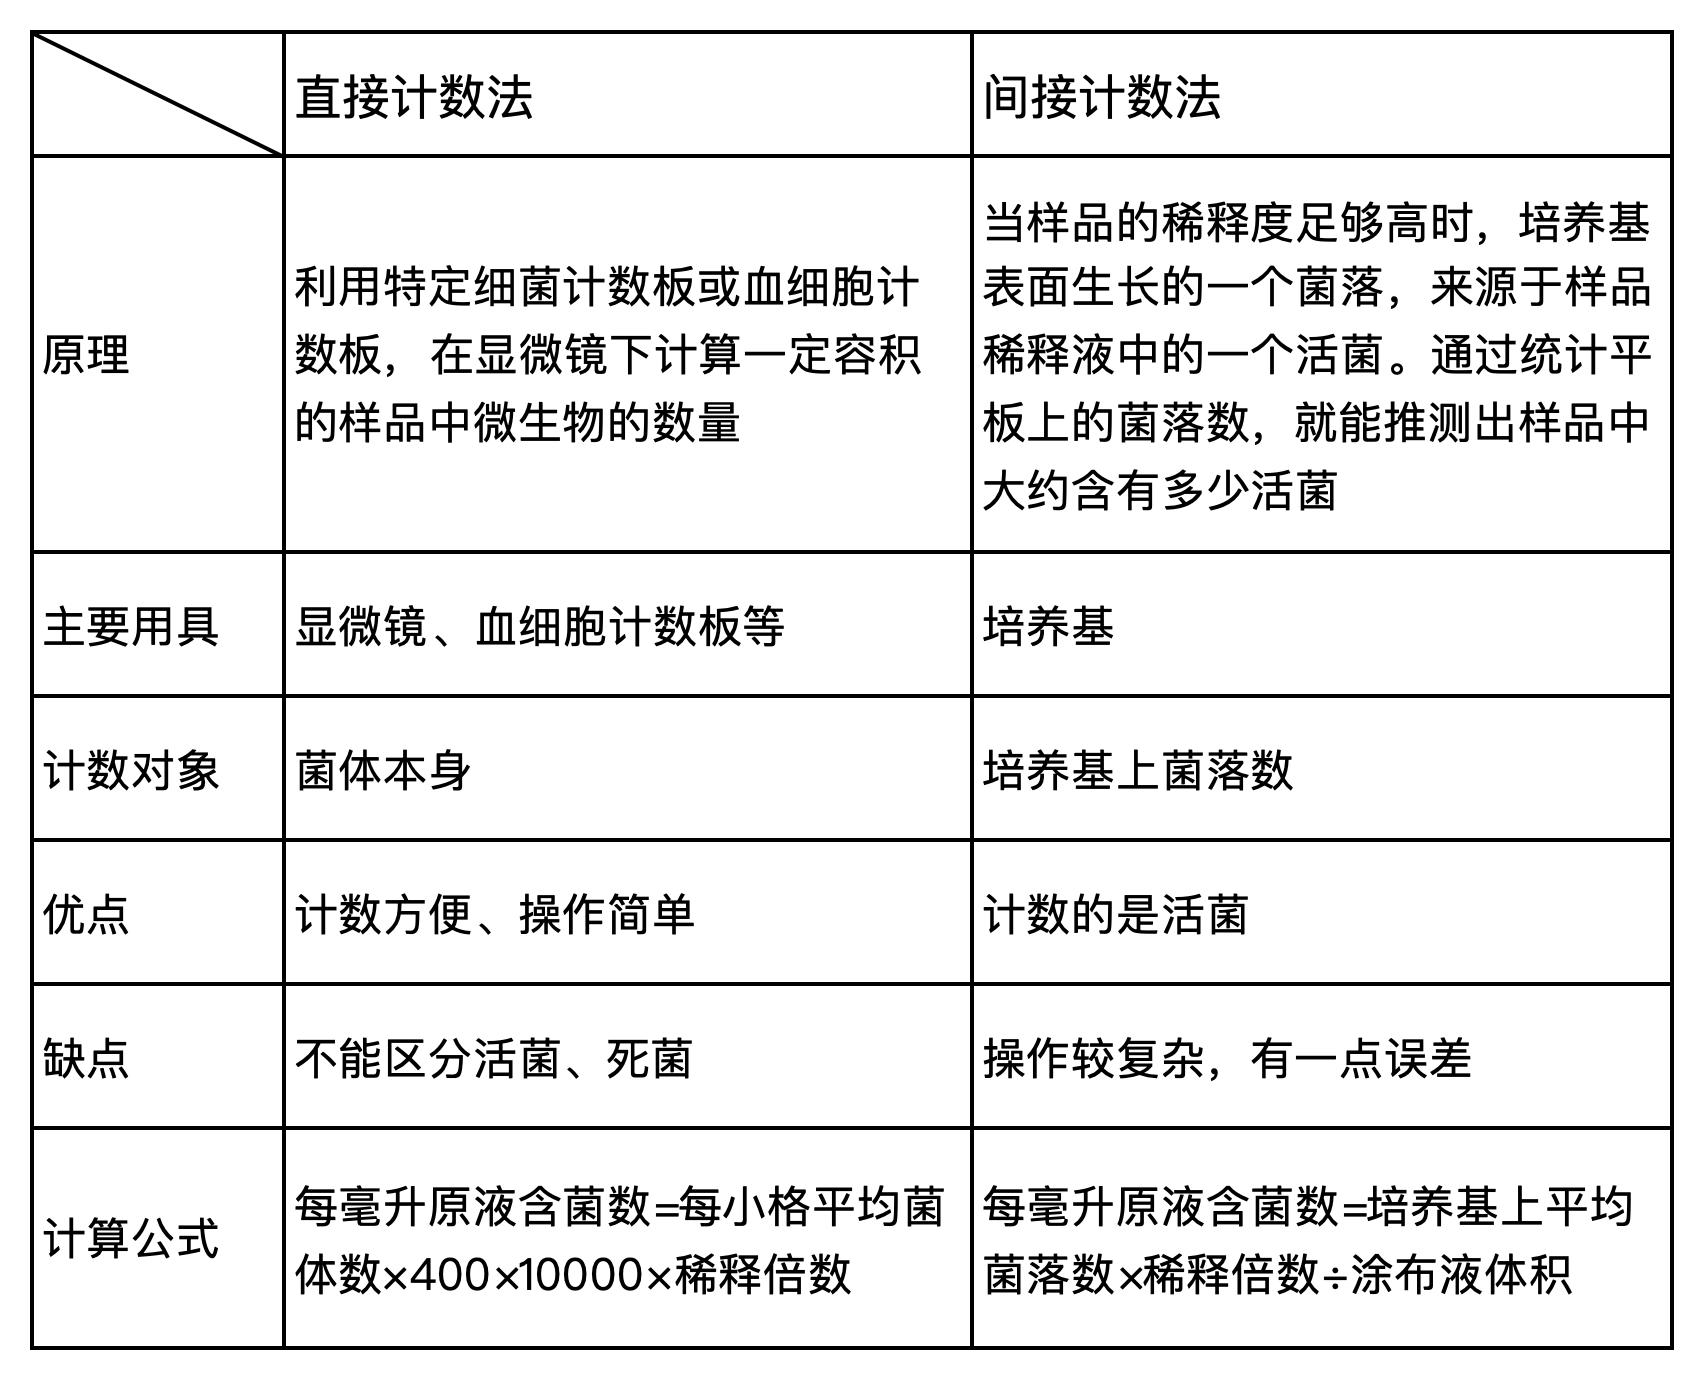 直接计数法
间接计数法
原理
利用特定细菌计数板或血细胞计
数板，在显微镜下计算一定容积
的样品中微生物的数量
当样品的稀释度足够高时，培养基
表面生长的一个菌落，来源于样品
稀释液中的一个活菌。通过统计平
板上的菌落数，就能推测出样品中
大约含有多少活菌
主要用具
显微镜、血细胞计数板等
培养基
计数对象
菌体本身
培养基上菌落数
优点
计数方便、操作简单
计数的是活菌
缺点
不能区分活菌、死菌
操作较复杂，有一点误差
计算公式
每毫升原液含菌数=每小格平均菌
体数×400×10000×稀释倍数
每毫升原液含菌数=培养基上平均
菌落数×稀释倍数÷涂布液体积